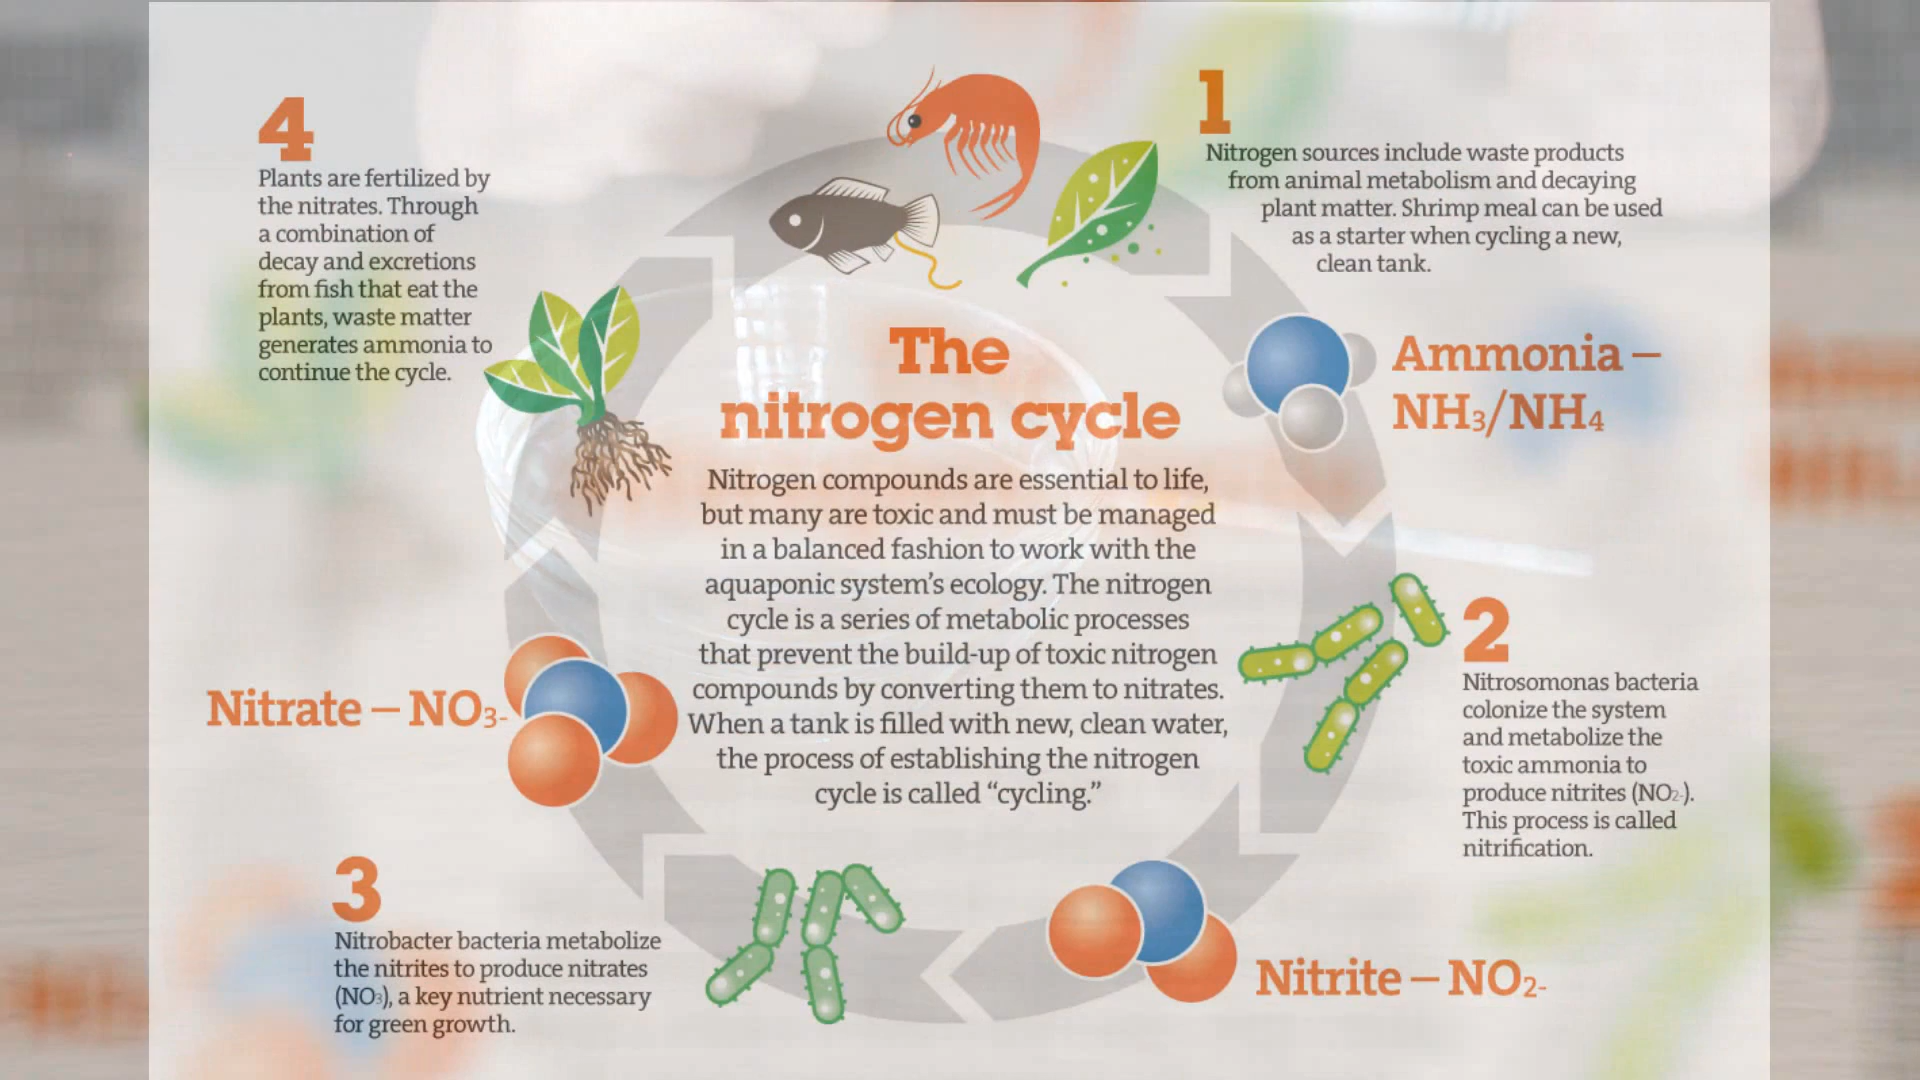 The
nitrogen cycle
Nitrogen compounds are essential to life,
but many are toxic and must be managed
in a balanced fashion to work with the
aquaponic system's ecology. The nitrogen
cycle is a series of metabolic processes
that prevent the build-up of toxic nitrogen
compounds by converting them to nitrates.
When a tank is filled with new, clean water,
the process of establishing the nitrogen
cycle is called “cycling.”
1
Nitrogen sources include waste products
from animal metabolism and decaying
plant matter. Shrimp meal can be used
as a starter when cycling a new,
clean tank.
Ammonia –
NH3/NH4
2
Nitrosomonas bacteria
colonize the system
and metabolize the
toxic ammonia to
produce nitrites (NO2-).
This process is called
nitrification.
Nitrite – NO2-
3
Nitrobacter bacteria metabolize
the nitrites to produce nitrates
(NO3), a key nutrient necessary
for green growth.
Nitrate – NO3-
4
Plants are fertilized by
the nitrates. Through
a combination of
decay and excretions
from fish that eat the
plants, waste matter
generates ammonia to
continue the cycle.